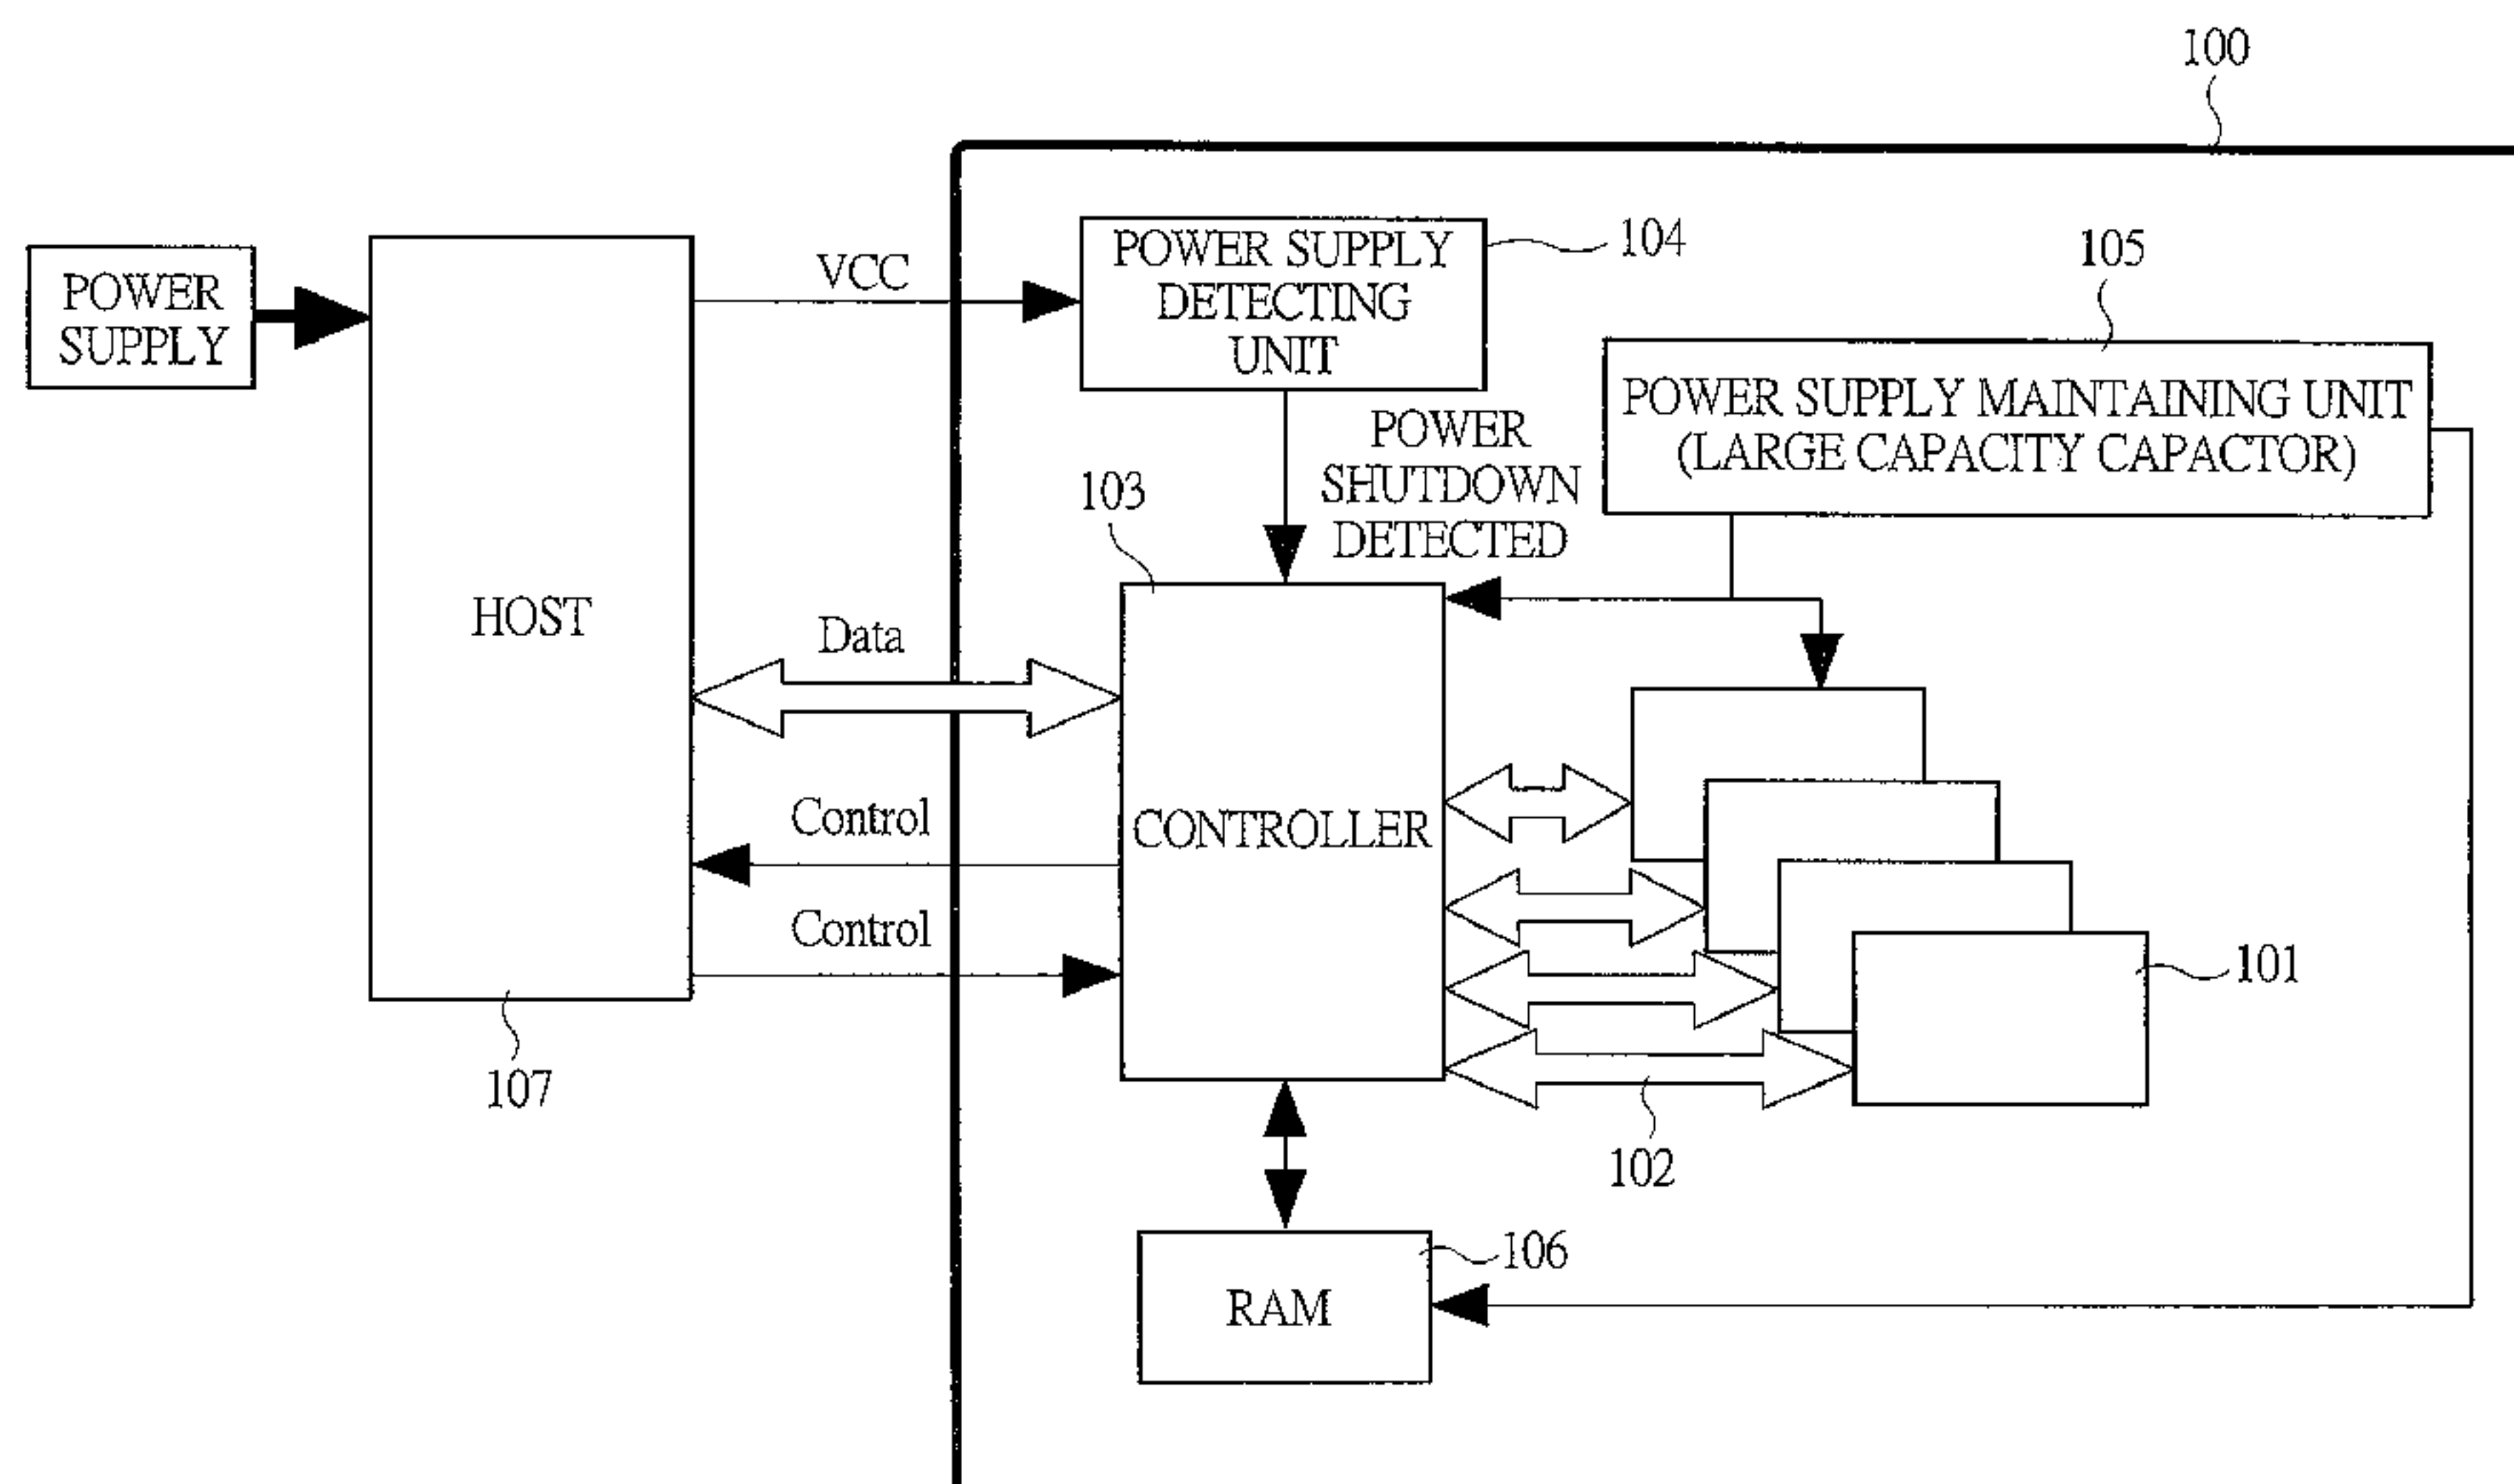 100
POWER SUPPLY
DETECTING
UNIT
104
105
POWER
SUPPLY
VCC
POWER SUPPLY MAINTAINING UNIT
(LARGE CAPACITY CAPACTOR)
POWER
SHUTDOWN
DETECTED
103
HOST
Data
Control
CONTROLLER
Control
101
107
102
106
RAM